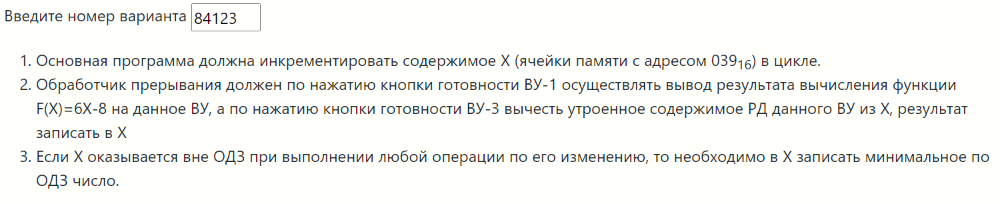 Введите номер варианта 84123
1. Основная программа должна инкрементировать содержимое X (ячейки памяти с адресом 039₁₆) в цикле.
2. Обработчик прерывания должен по нажатию кнопки готовности ВУ-1 осуществлять вывод результата вычисления функции
F(X)=6X-8 на данное ВУ, а по нажатию кнопки готовности ВУ-3 вычесть утроенное содержимое РД данного ВУ из X, результат
записать в X
3. Если X оказывается вне ОДЗ при выполнении любой операции по его изменению, то необходимо в X записать минимальное по
ОДЗ число.